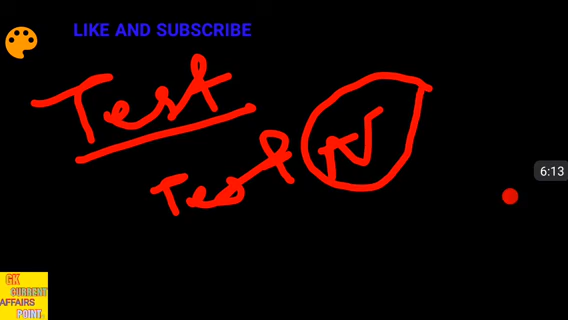 LIKE AND SUBSCRIBE
Test
Test N
6:13
GK
CURRENT
AFFAIRS
POINT